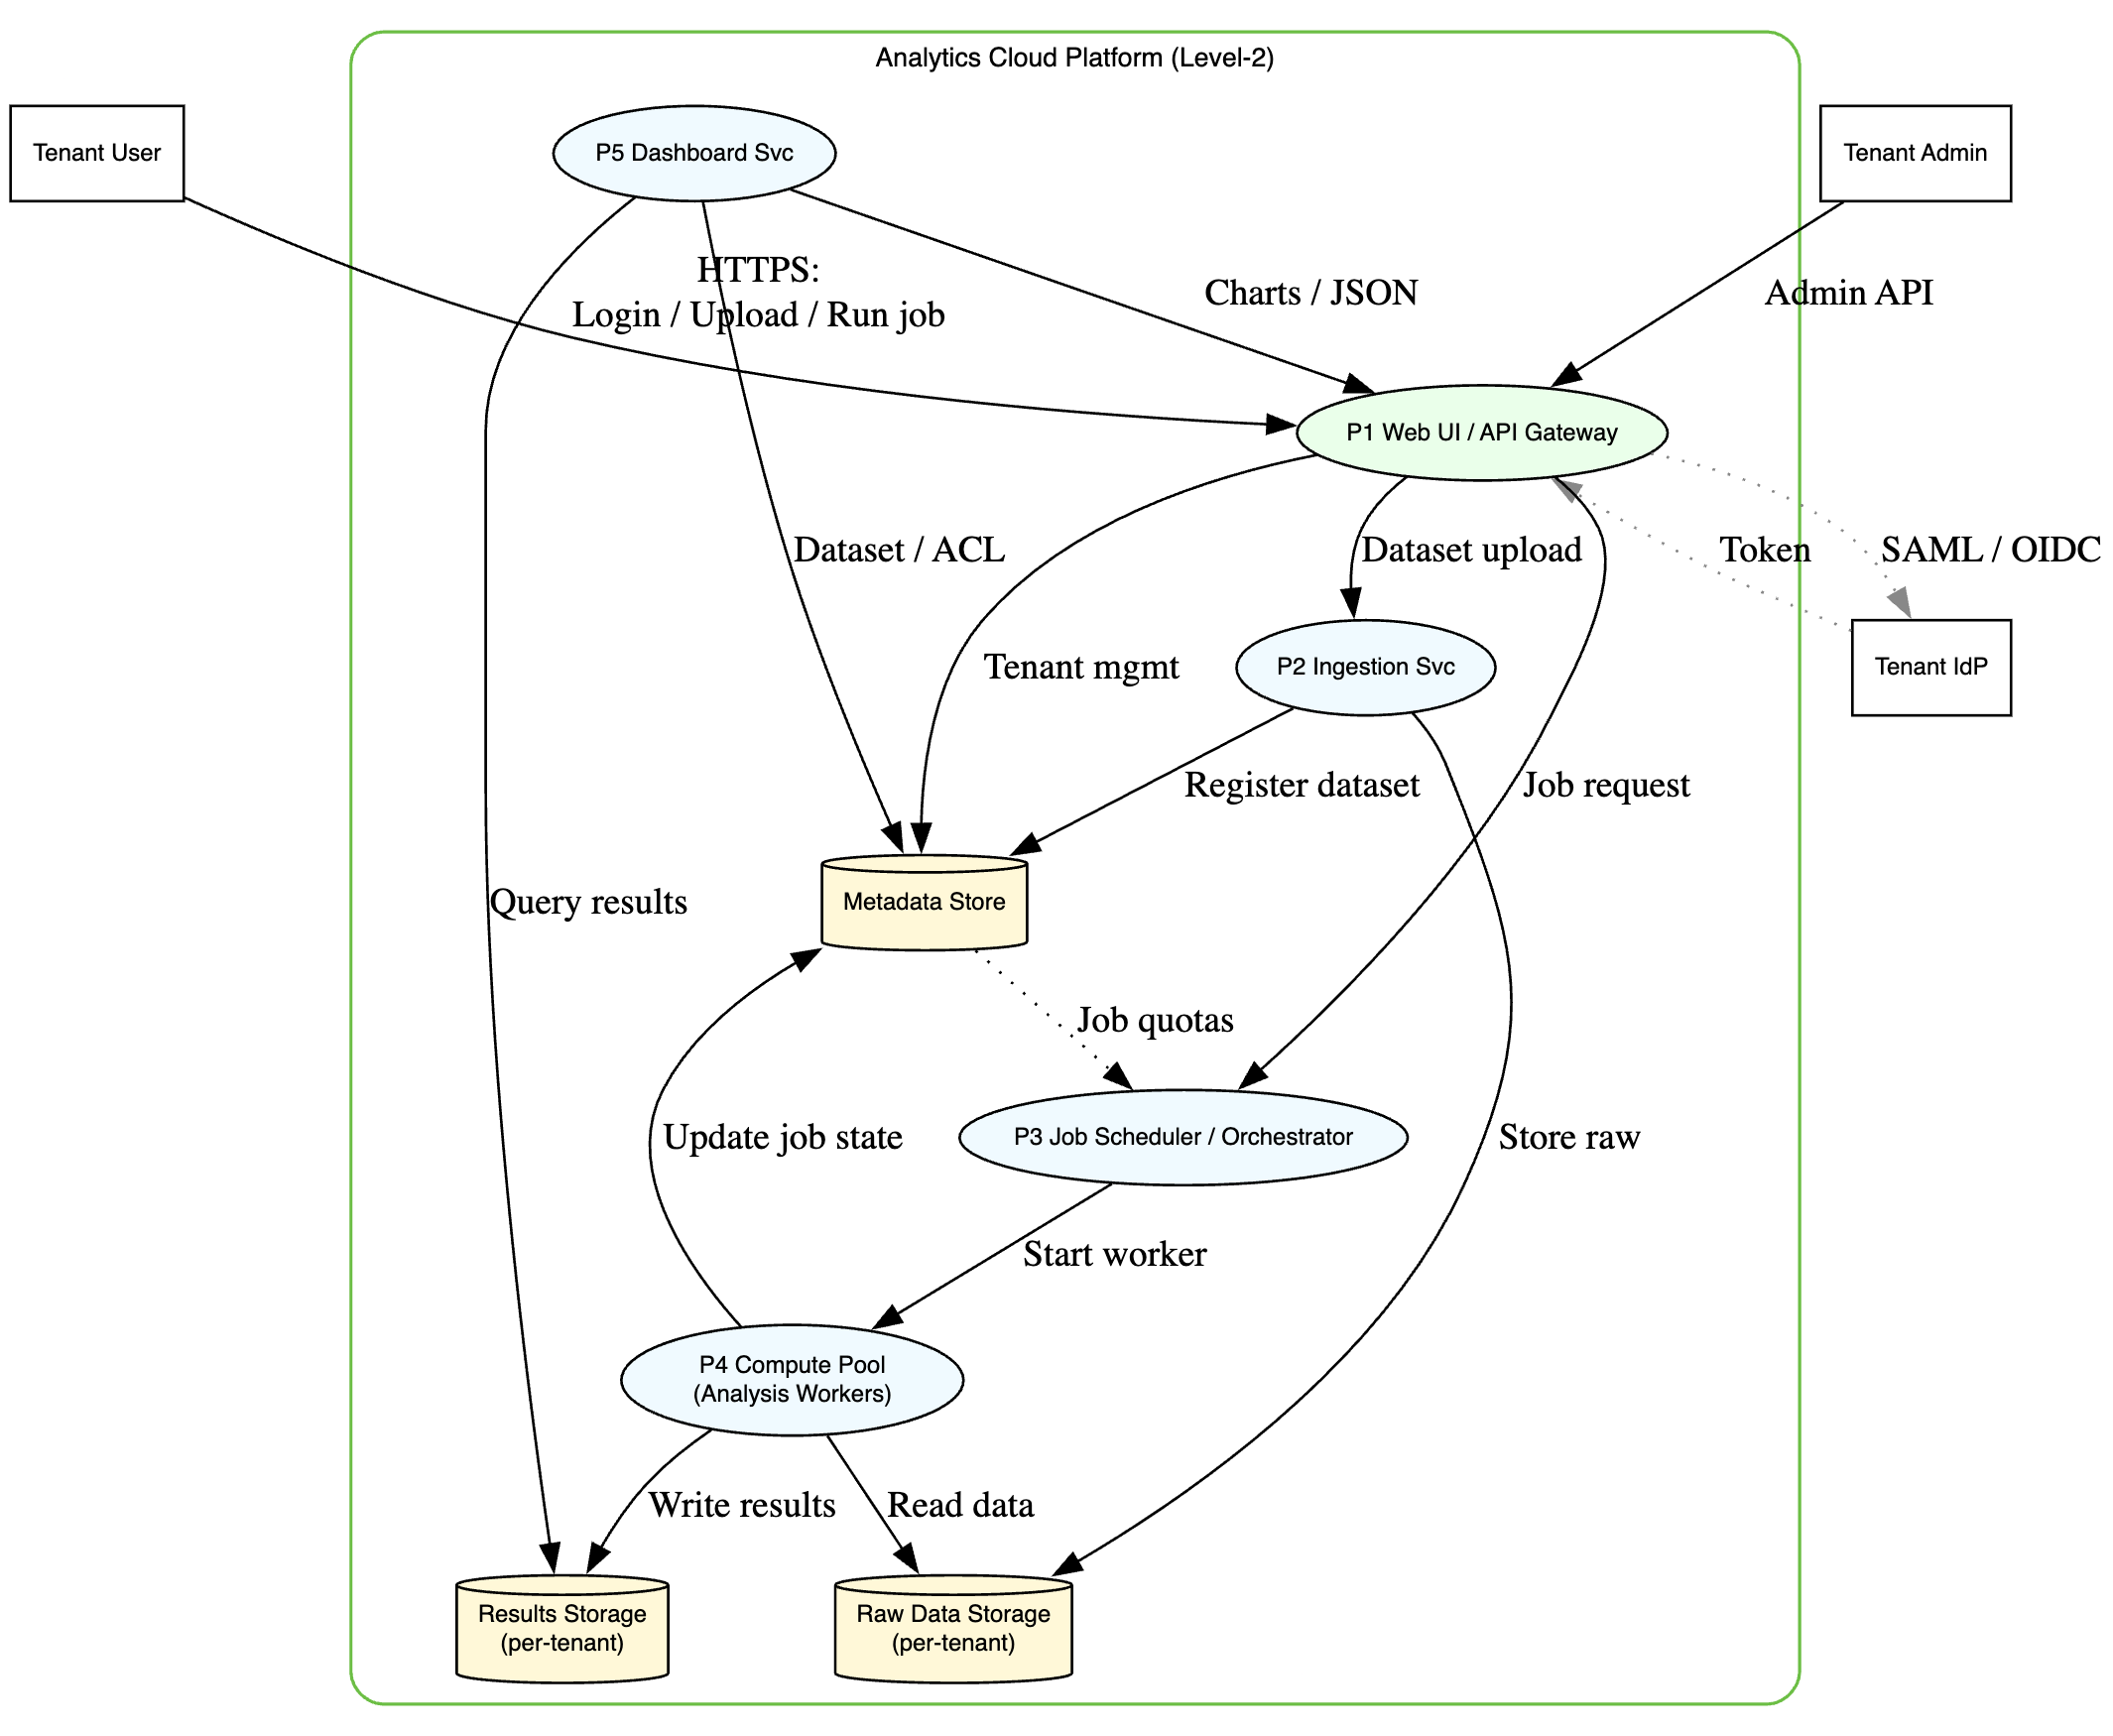 Analytics Cloud Platform (Level-2)
Tenant User
P5 Dashboard Svc
Tenant Admin
HTTPS:
Login / Upload / Run job
Charts / JSON
Admin API
P1 Web UI / API Gateway
Dataset / ACL
Dataset upload
Token
SAML / OIDC
Tenant mgmt
P2 Ingestion Svc
Tenant IdP
Register dataset
Job request
Query results
Metadata Store
Job quotas
Update job state
P3 Job Scheduler / Orchestrator
Store raw
Start worker
P4 Compute Pool
(Analysis Workers)
Write results
Read data
Results Storage
(per-tenant)
Raw Data Storage
(per-tenant)